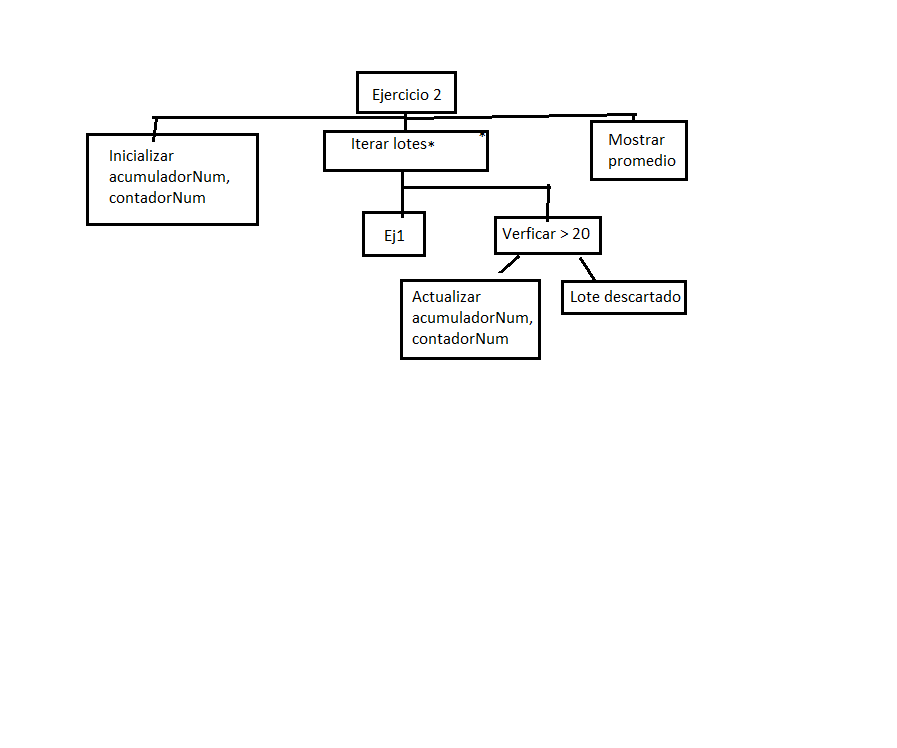 Ejercicio 2
Inicializar
acumuladorNum,
contadorNum
Iterar lotes*
*
Mostrar
promedio
Ej1
Verficar > 20
Actualizar
acumuladorNum,
contadorNum
Lote descartado